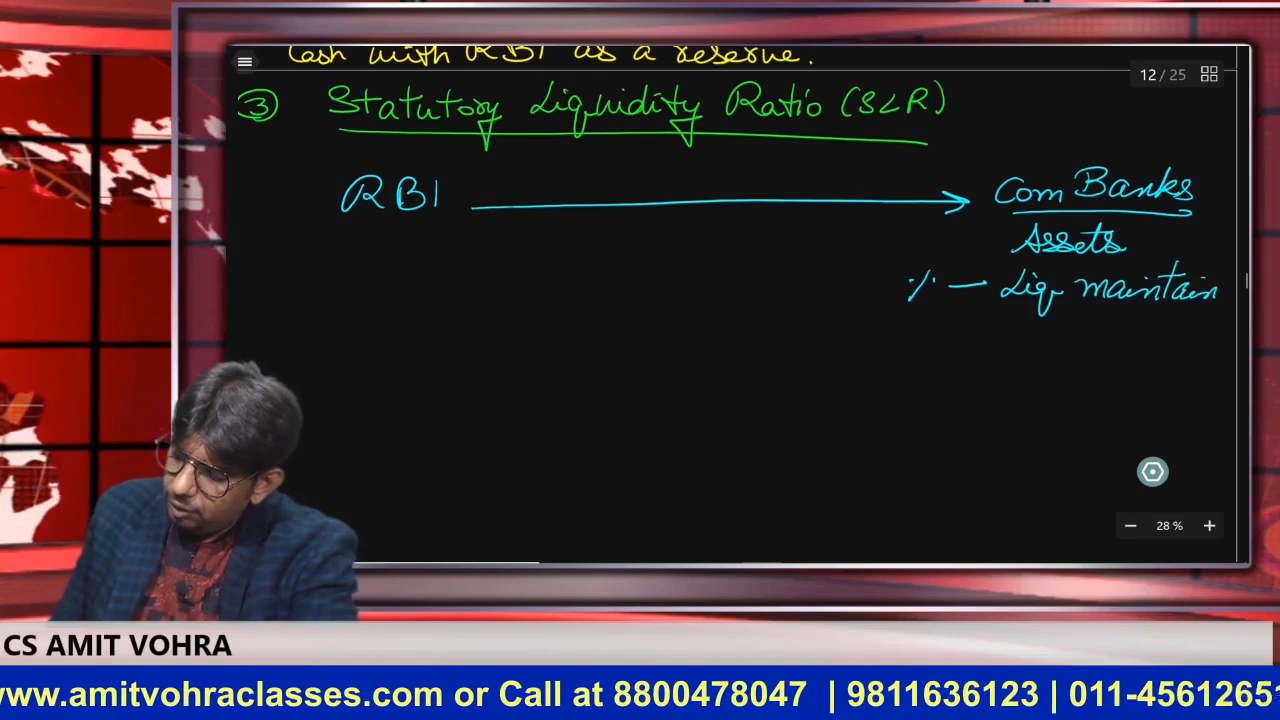 Cash with RBI as a reserve.
12 / 25
③ Statutory Liquidity Ratio (SLR)
RBI
Com Banks
Assets
% — Liq. maintain
28 %
CS AMIT VOHRA
www.amitvohraclasses.com or Call at 8800478047 | 9811636123 | 011-4561265